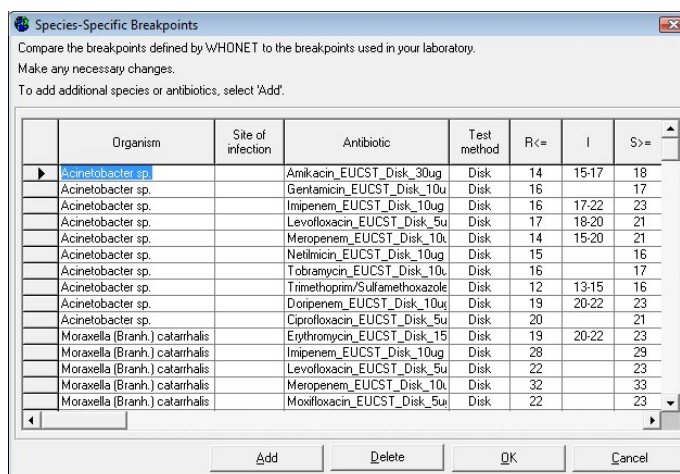 Species-Specific Breakpoints
Compare the breakpoints defined by WHONET to the breakpoints used in your laboratory.
Make any necessary changes.
To add additional species or antibiotics, select 'Add'.
Organism Site of infection Antibiotic Test method R<= I S>=
Acinetobacter sp. Amikacin_EUCST_Disk_30ug Disk 14 15-17 18
Acinetobacter sp. Gentamicin_EUCST_Disk_10u Disk 16 17
Acinetobacter sp. Imipenem_EUCST_Disk_10ug Disk 16 17-22 23
Acinetobacter sp. Levofloxacin_EUCST_Disk_5u Disk 17 18-20 21
Acinetobacter sp. Meropenem_EUCST_Disk_10u Disk 14 15-20 21
Acinetobacter sp. Netilmicin_EUCST_Disk_10ug Disk 15 16
Acinetobacter sp. Tobramycin_EUCST_Disk_10u Disk 16 17
Acinetobacter sp. Trimethoprim/Sulfamethoxazole Disk 12 13-15 16
Acinetobacter sp. Doripenem_EUCST_Disk_10ug Disk 19 20-22 23
Acinetobacter sp. Ciprofloxacin_EUCST_Disk_5u Disk 20 21
Moraxella (Branh.) catarrhalis Erythromycin_EUCST_Disk_15 Disk 19 20-22 23
Moraxella (Branh.) catarrhalis Imipenem_EUCST_Disk_10ug Disk 28 29
Moraxella (Branh.) catarrhalis Levofloxacin_EUCST_Disk_5u Disk 22 23
Moraxella (Branh.) catarrhalis Meropenem_EUCST_Disk_10u Disk 32 33
Moraxella (Branh.) catarrhalis Moxifloxacin_EUCST_Disk_5ug Disk 22 23
Add Delete OK Cancel